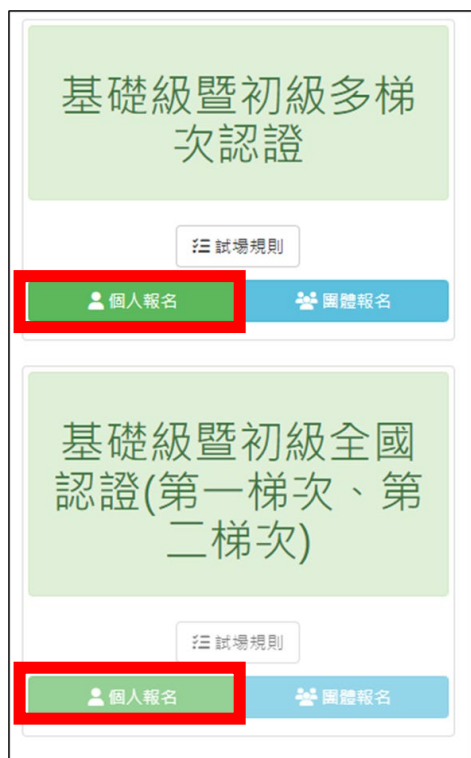 基礎級暨初級多梯
次認證
試場規則
個人報名
團體報名
基礎級暨初級全國
認證(第一梯次、第
二梯次)
試場規則
個人報名
團體報名